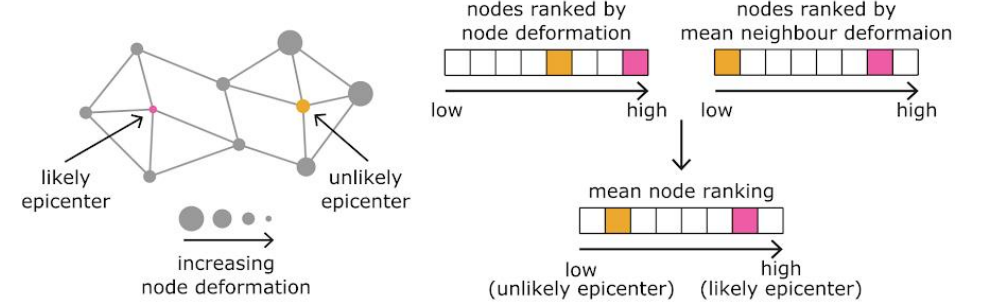 likely
epicenter
unlikely
epicenter
increasing
node deformation
nodes ranked by
node deformation
low
high
nodes ranked by
mean neighbour deformaion
low
high
mean node ranking
low
(unlikely epicenter)
high
(likely epicenter)